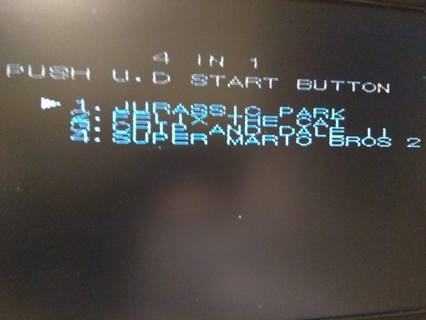 4 IN 1
PUSH U.D START BUTTON
1. JURASSIC PARK
2. FELIX THE CAT
3. CHIP AND DALE II
4. SUPER MARIO BROS 2